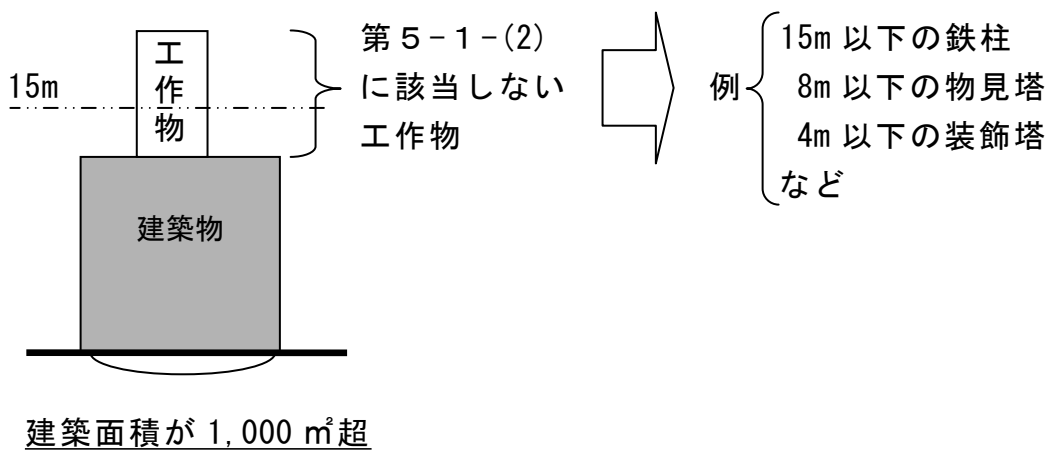 工作物
15m
第５-１-(2)
に該当しない
工作物
例
15m 以下の鉄柱
8m 以下の物見塔
4m 以下の装飾塔
など
建築物
建築面積が 1,000 ㎡超